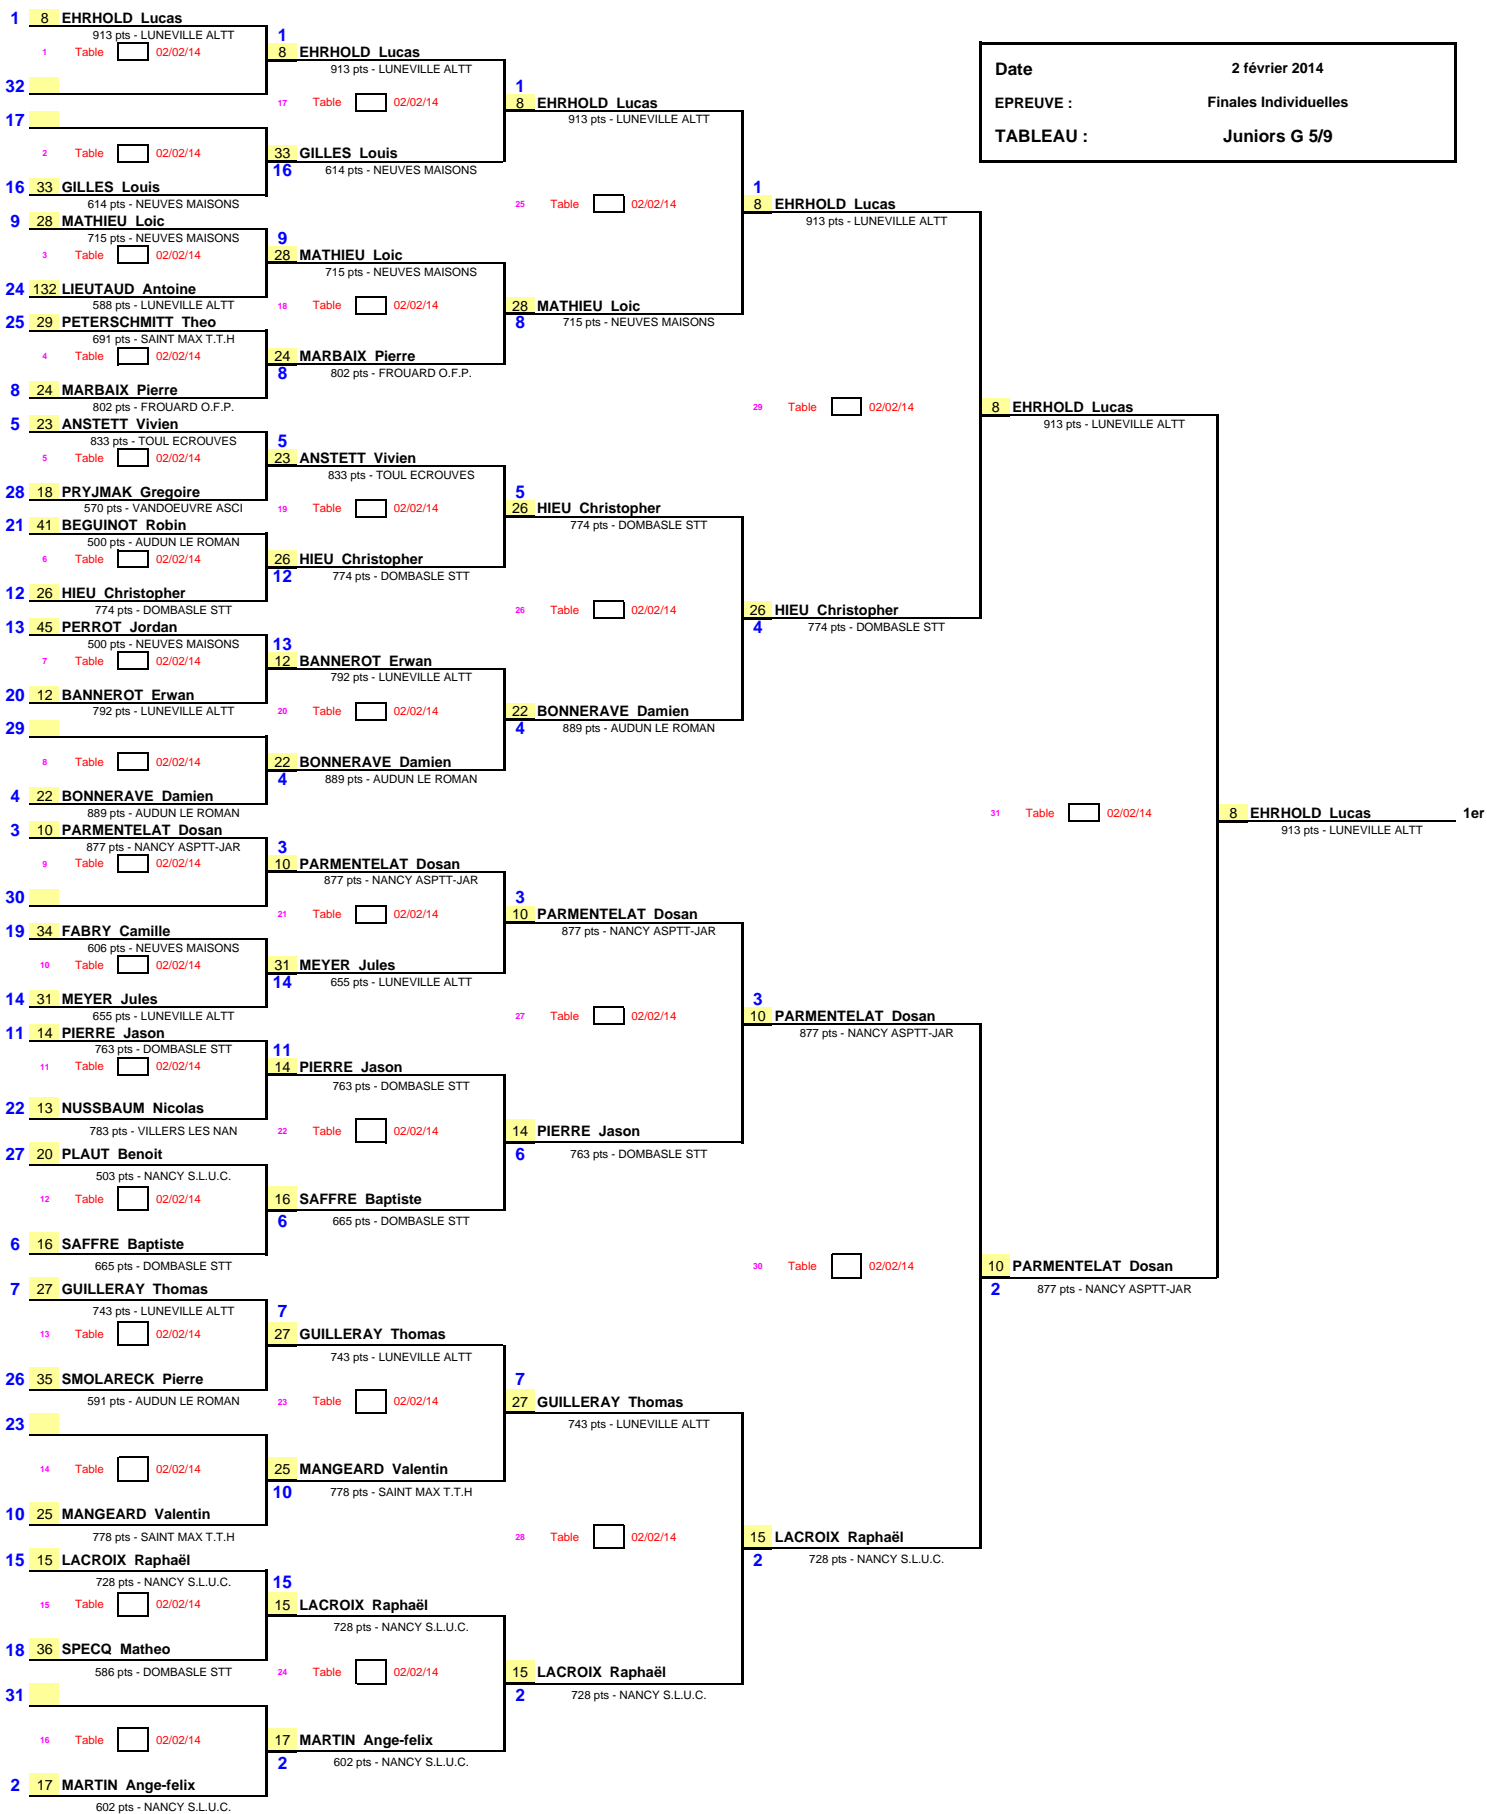 Date 2 février 2014
EPREUVE : Finales Individuelles
TABLEAU : Juniors G 5/9
1 8 EHRHOLD Lucas
913 pts - LUNEVILLE ALTT
1 Table 02/02/14
32
17
2 Table 02/02/14
16 33 GILLES Louis
614 pts - NEUVES MAISONS
9 28 MATHIEU Loic
715 pts - NEUVES MAISONS
3 Table 02/02/14
24 132 LIEUTAUD Antoine
588 pts - LUNEVILLE ALTT
25 29 PETERSCHMITT Theo
691 pts - SAINT MAX T.T.H
4 Table 02/02/14
8 24 MARBAIX Pierre
802 pts - FROUARD O.F.P.
5 23 ANSTETT Vivien
833 pts - TOUL ECROUVES
5 Table 02/02/14
28 18 PRYJMAK Gregoire
570 pts - VANDOEUVRE ASCI
21 41 BEGUINOT Robin
500 pts - AUDUN LE ROMAN
6 Table 02/02/14
12 26 HIEU Christopher
774 pts - DOMBASLE STT
13 45 PERROT Jordan
500 pts - NEUVES MAISONS
7 Table 02/02/14
20 12 BANNEROT Erwan
792 pts - LUNEVILLE ALTT
29
8 Table 02/02/14
4 22 BONNERAVE Damien
889 pts - AUDUN LE ROMAN
3 10 PARMENTELAT Dosan
877 pts - NANCY ASPTT-JAR
9 Table 02/02/14
30
19 34 FABRY Camille
606 pts - NEUVES MAISONS
10 Table 02/02/14
14 31 MEYER Jules
655 pts - LUNEVILLE ALTT
11 14 PIERRE Jason
763 pts - DOMBASLE STT
11 Table 02/02/14
22 13 NUSSBAUM Nicolas
783 pts - VILLERS LES NAN
27 20 PLAUT Benoit
503 pts - NANCY S.L.U.C.
12 Table 02/02/14
6 16 SAFFRE Baptiste
665 pts - DOMBASLE STT
7 27 GUILLERAY Thomas
743 pts - LUNEVILLE ALTT
13 Table 02/02/14
26 35 SMOLARECK Pierre
591 pts - AUDUN LE ROMAN
23
14 Table 02/02/14
10 25 MANGEARD Valentin
778 pts - SAINT MAX T.T.H
15 15 LACROIX Raphaël
728 pts - NANCY S.L.U.C.
15 Table 02/02/14
18 36 SPECQ Matheo
586 pts - DOMBASLE STT
31
16 Table 02/02/14
2 17 MARTIN Ange-felix
602 pts - NANCY S.L.U.C.
1
8 EHRHOLD Lucas
913 pts - LUNEVILLE ALTT
17 Table 02/02/14
33 GILLES Louis
16 614 pts - NEUVES MAISONS
9
28 MATHIEU Loic
715 pts - NEUVES MAISONS
18 Table 02/02/14
24 MARBAIX Pierre
8 802 pts - FROUARD O.F.P.
5
23 ANSTETT Vivien
833 pts - TOUL ECROUVES
19 Table 02/02/14
26 HIEU Christopher
12 774 pts - DOMBASLE STT
13
12 BANNEROT Erwan
792 pts - LUNEVILLE ALTT
20 Table 02/02/14
22 BONNERAVE Damien
4 889 pts - AUDUN LE ROMAN
3
10 PARMENTELAT Dosan
877 pts - NANCY ASPTT-JAR
21 Table 02/02/14
31 MEYER Jules
14 655 pts - LUNEVILLE ALTT
11
14 PIERRE Jason
763 pts - DOMBASLE STT
22 Table 02/02/14
16 SAFFRE Baptiste
6 665 pts - DOMBASLE STT
7
27 GUILLERAY Thomas
743 pts - LUNEVILLE ALTT
23 Table 02/02/14
25 MANGEARD Valentin
10 778 pts - SAINT MAX T.T.H
15
15 LACROIX Raphaël
728 pts - NANCY S.L.U.C.
24 Table 02/02/14
17 MARTIN Ange-felix
2 602 pts - NANCY S.L.U.C.
1
8 EHRHOLD Lucas
913 pts - LUNEVILLE ALTT
25 Table 02/02/14
28 MATHIEU Loic
8 715 pts - NEUVES MAISONS
5
26 HIEU Christopher
774 pts - DOMBASLE STT
26 Table 02/02/14
22 BONNERAVE Damien
4 889 pts - AUDUN LE ROMAN
3
10 PARMENTELAT Dosan
877 pts - NANCY ASPTT-JAR
27 Table 02/02/14
14 PIERRE Jason
6 763 pts - DOMBASLE STT
7
27 GUILLERAY Thomas
743 pts - LUNEVILLE ALTT
28 Table 02/02/14
15 LACROIX Raphaël
2 728 pts - NANCY S.L.U.C.
1
8 EHRHOLD Lucas
913 pts - LUNEVILLE ALTT
29 Table 02/02/14
26 HIEU Christopher
4 774 pts - DOMBASLE STT
3
10 PARMENTELAT Dosan
877 pts - NANCY ASPTT-JAR
30 Table 02/02/14
15 LACROIX Raphaël
2 728 pts - NANCY S.L.U.C.
8 EHRHOLD Lucas
913 pts - LUNEVILLE ALTT
31 Table 02/02/14
10 PARMENTELAT Dosan
2 877 pts - NANCY ASPTT-JAR
8 EHRHOLD Lucas 1er
913 pts - LUNEVILLE ALTT